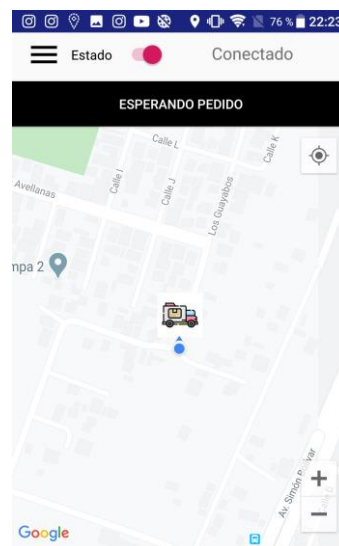 76 % 22:23
Estado Conectado
ESPERANDO PEDIDO
Calle L
Calle K
Avellanas
Calle I
Calle J
Los Guayabos
mpa 2
Av. Simón
Google